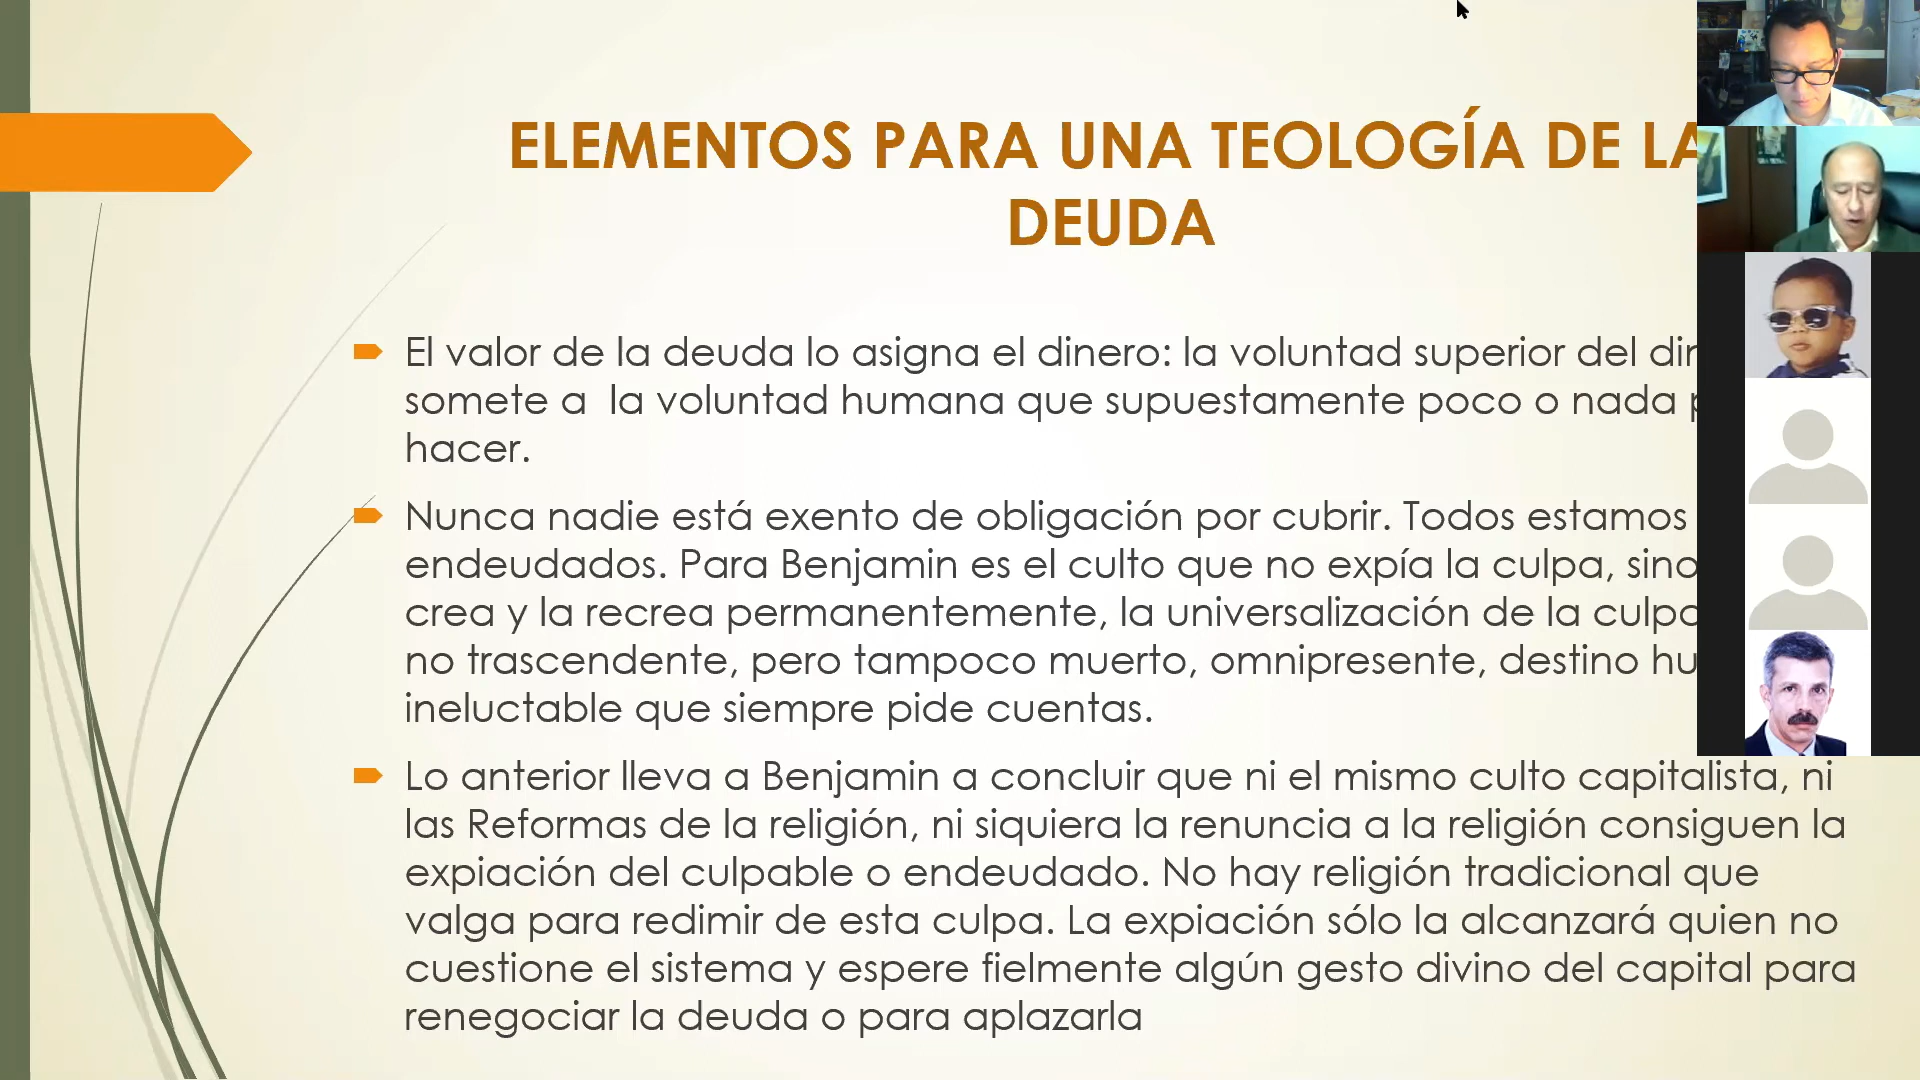 ELEMENTOS PARA UNA TEOLOGÍA DE LA
DEUDA
El valor de la deuda lo asigna el dinero: la voluntad superior del
somete a la voluntad humana que supuestamente poco o nada
hacer.
Nunca nadie está exento de obligación por cubrir. Todos estamos
endeudados. Para Benjamin es el culto que no expía la culpa, sino
crea y la recrea permanentemente, la universalización de la culpa
no trascendente, pero tampoco muerto, omnipresente, destino
ineluctable que siempre pide cuentas.
Lo anterior lleva a Benjamin a concluir que ni el mismo culto capitalista, ni
las Reformas de la religión, ni siquiera la renuncia a la religión consiguen la
expiación del culpable o endeudado. No hay religión tradicional que
valga para redimir de esta culpa. La expiación sólo la alcanzará quien no
cuestione el sistema y espere fielmente algún gesto divino del capital para
renegociar la deuda o para aplazarla